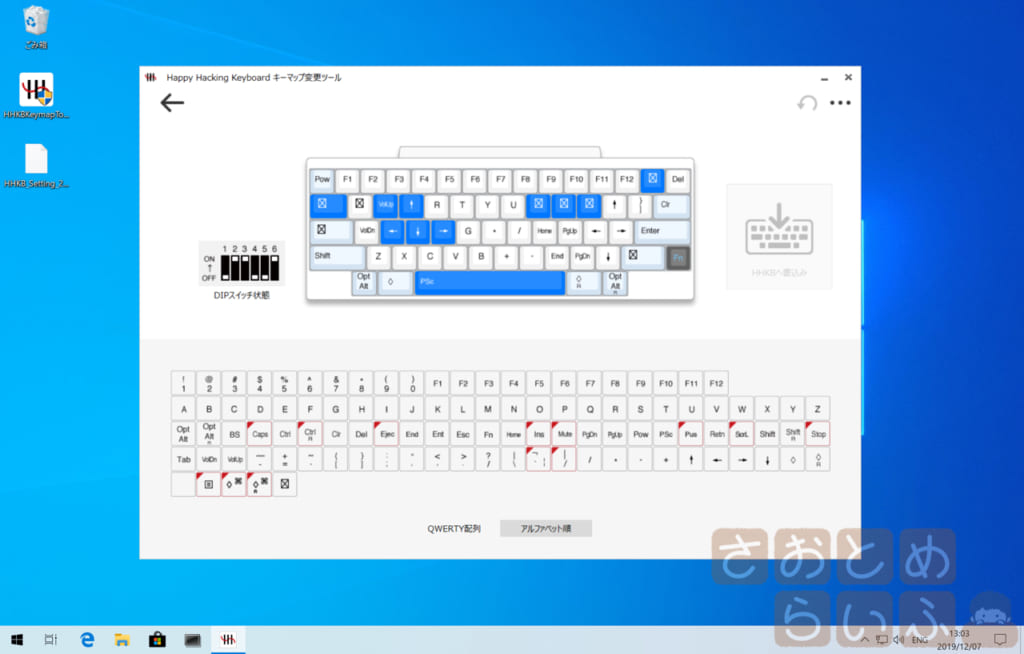 ごみ箱
HHKBKeymapTo...
HHKB_Setting_2...
Happy Hacking Keyboard キーマップ変更ツール
Pow F1 F2 F3 F4 F5 F6 F7 F8 F9 F10 F11 F12 Del
VolUp ↑ R T Y U ↑ } ] Clr
VolDn ← ↓ → G * / Home PgUp ← → Enter
Shift Z X C V B + - End PgDn ↓ Fn
Opt Alt ◇ PSc ◇ R Opt Alt R
1 2 3 4 5 6
ON
↑
OFF
DIPスイッチ状態
HHKBへ書込み
! 1 @ 2 # 3 $ 4 % 5 ^ 6 & 7 * 8 ( 9 ) 0 F1 F2 F3 F4 F5 F6 F7 F8 F9 F10 F11 F12
A B C D E F G H I J K L M N O P Q R S T U V W X Y Z
Opt Alt Opt Alt R BS Caps Ctrl Ctrl R Clr Del Eject End Ent Esc Fn Home Ins Mute PgDn PgUp Pow PSc Pus Retn ScrL Shift Shift R Stop
Tab VolDn VolUp — - + = ~ { [ } ] : ; " ' < , > . ? / | \ / * - + ↑ ← → ↓ ◇ ◇ R
QWERTY配列 アルファベット順
さおとめ
らいふ
ENG
13:03
2019/12/07